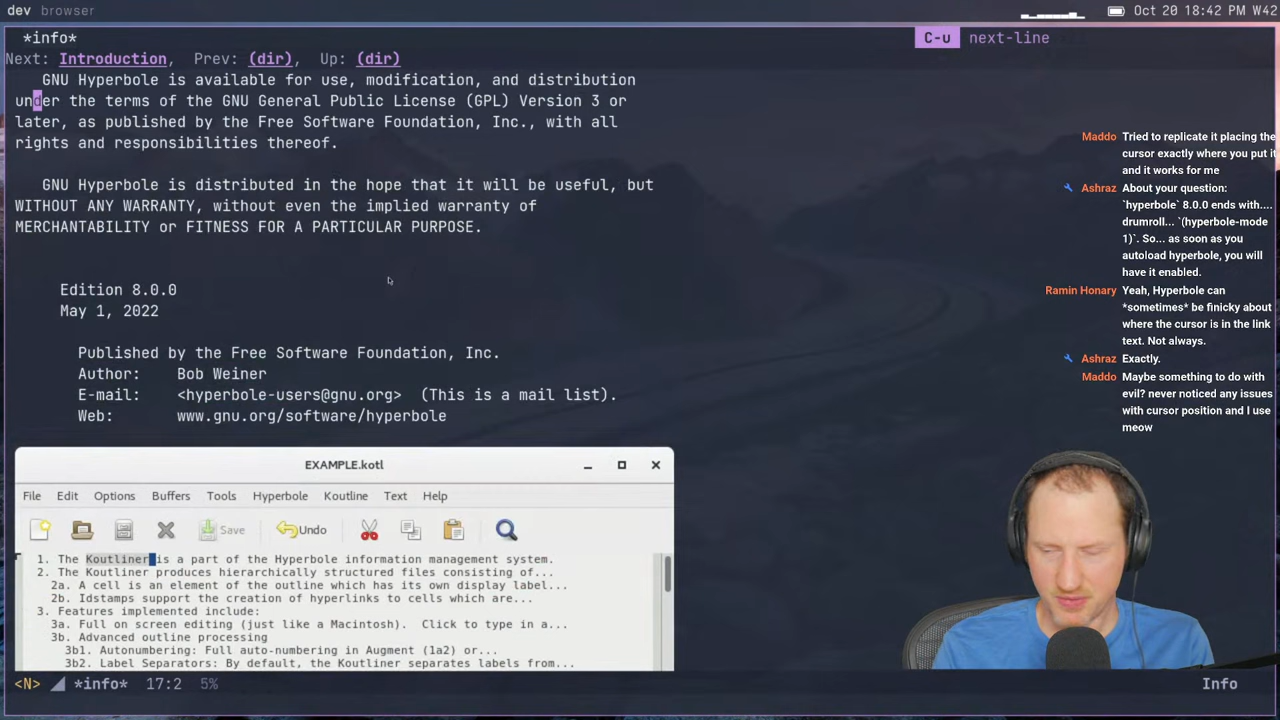 dev browser
Oct 20 18:42 PM W42
*info*
C-u next-line
Next: Introduction, Prev: (dir), Up: (dir)
GNU Hyperbole is available for use, modification, and distribution
under the terms of the GNU General Public License (GPL) Version 3 or
later, as published by the Free Software Foundation, Inc., with all
rights and responsibilities thereof.
GNU Hyperbole is distributed in the hope that it will be useful, but
WITHOUT ANY WARRANTY, without even the implied warranty of
MERCHANTABILITY or FITNESS FOR A PARTICULAR PURPOSE.
Edition 8.0.0
May 1, 2022
Published by the Free Software Foundation, Inc.
Author: Bob Weiner
E-mail: <hyperbole-users@gnu.org> (This is a mail list).
Web: www.gnu.org/software/hyperbole
EXAMPLE.kotl
File Edit Options Buffers Tools Hyperbole Koutline Text Help
Save Undo
1. The Koutliner is a part of the Hyperbole information management system.
2. The Koutliner produces hierarchically structured files consisting of...
2a. A cell is an element of the outline which has its own display label...
2b. Idstamps support the creation of hyperlinks to cells which are...
3. Features implemented include:
3a. Full on screen editing (just like a Macintosh). Click to type in a...
3b. Advanced outline processing
3b1. Autonumbering: Full auto-numbering in Augment (1a2) or...
3b2. Label Separators: By default, the Koutliner separates labels from...
<N> *info* 17:2 5% Info
Maddo Tried to replicate it placing the
cursor exactly where you put it
and it works for me
Ashraz About your question:
`hyperbole` 8.0.0 ends with....
drumroll... `(hyperbole-mode
1)`. So... as soon as you
autoload hyperbole, you will
have it enabled.
Ramin Honary Yeah, Hyperbole can
*sometimes* be finicky about
where the cursor is in the link
text. Not always.
Ashraz Exactly.
Maddo Maybe something to do with
evil? never noticed any issues
with cursor position and I use
meow